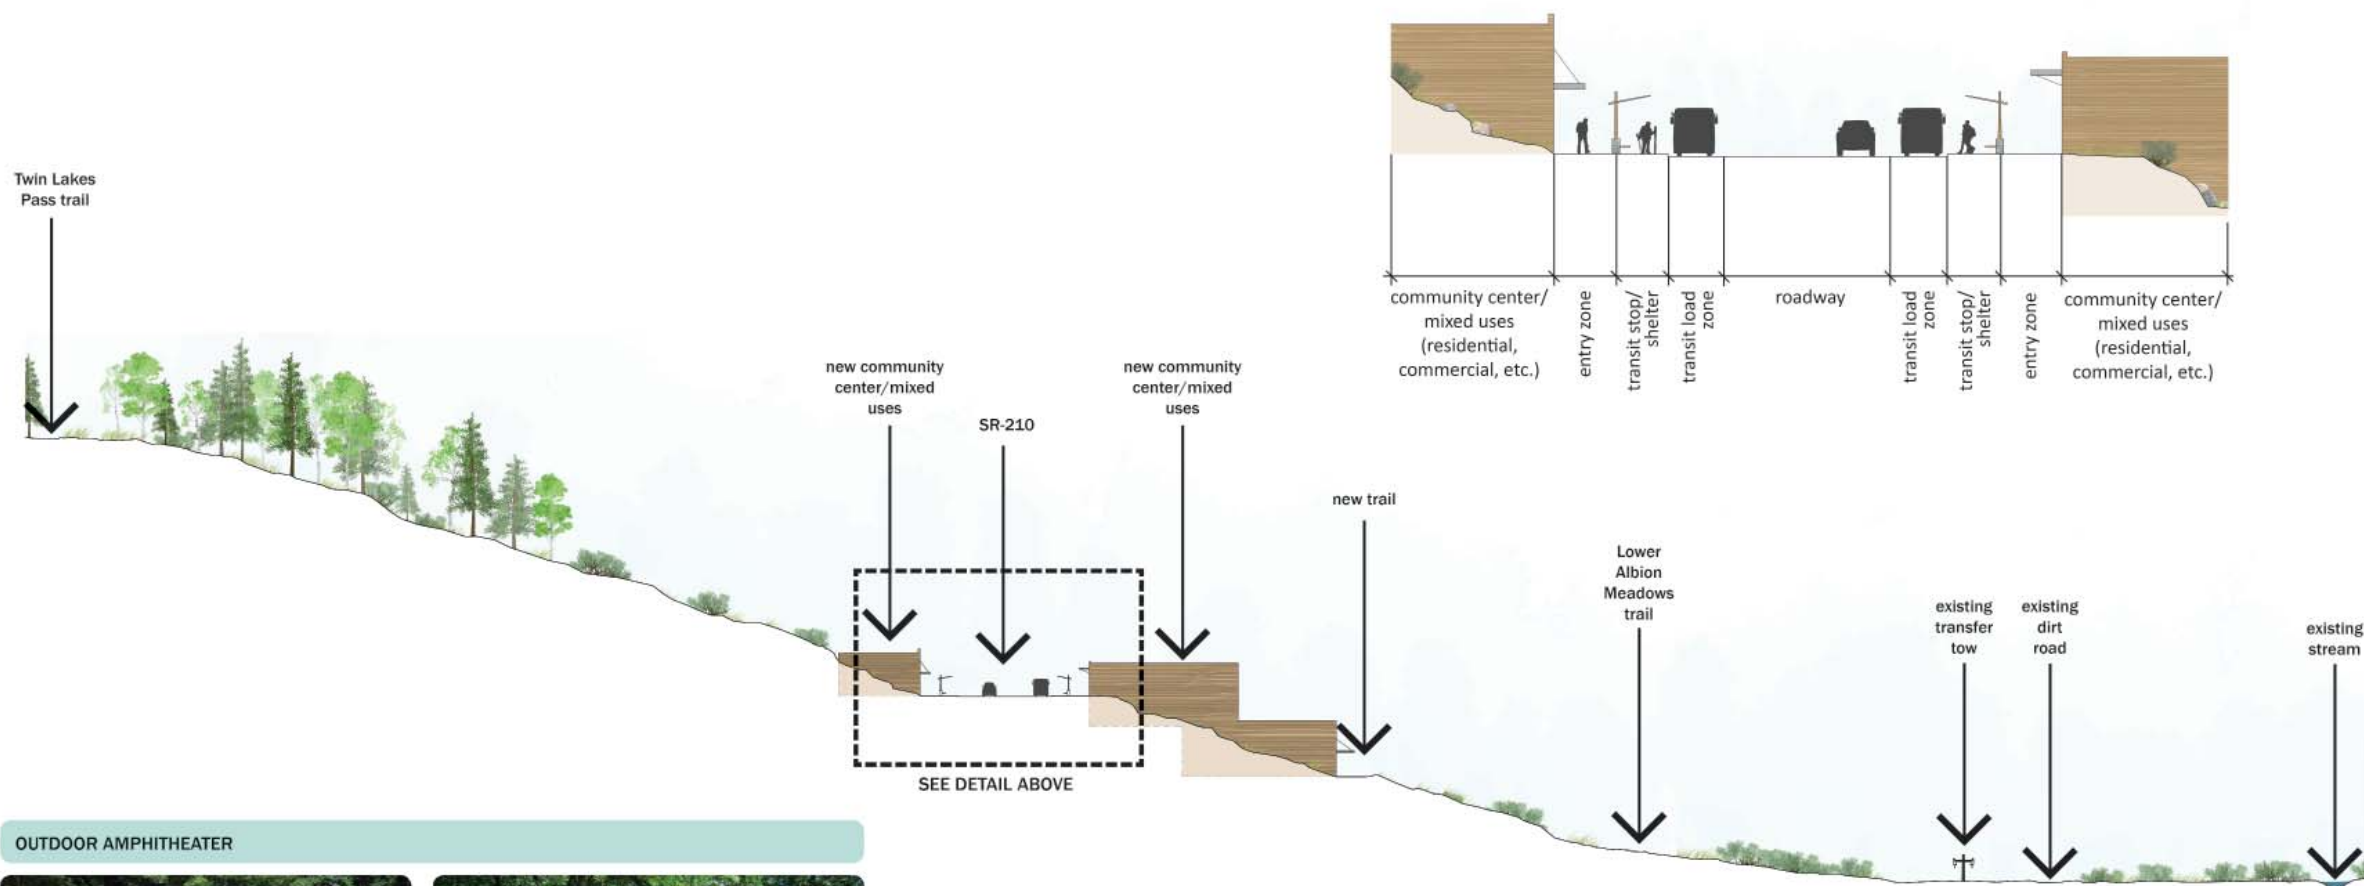 Twin Lakes
Pass trail
new community
center/mixed
uses
SR-210
new community
center/mixed
uses
new trail
Lower
Albion
Meadows
trail
existing
transfer
tow
existing
dirt
road
existing
stream
SEE DETAIL ABOVE
community center/
mixed uses
(residential,
commercial, etc.)
entry zone
transit stop/
shelter
transit load
zone
roadway
transit load
zone
transit stop/
shelter
entry zone
community center/
mixed uses
(residential,
commercial, etc.)
OUTDOOR AMPHITHEATER